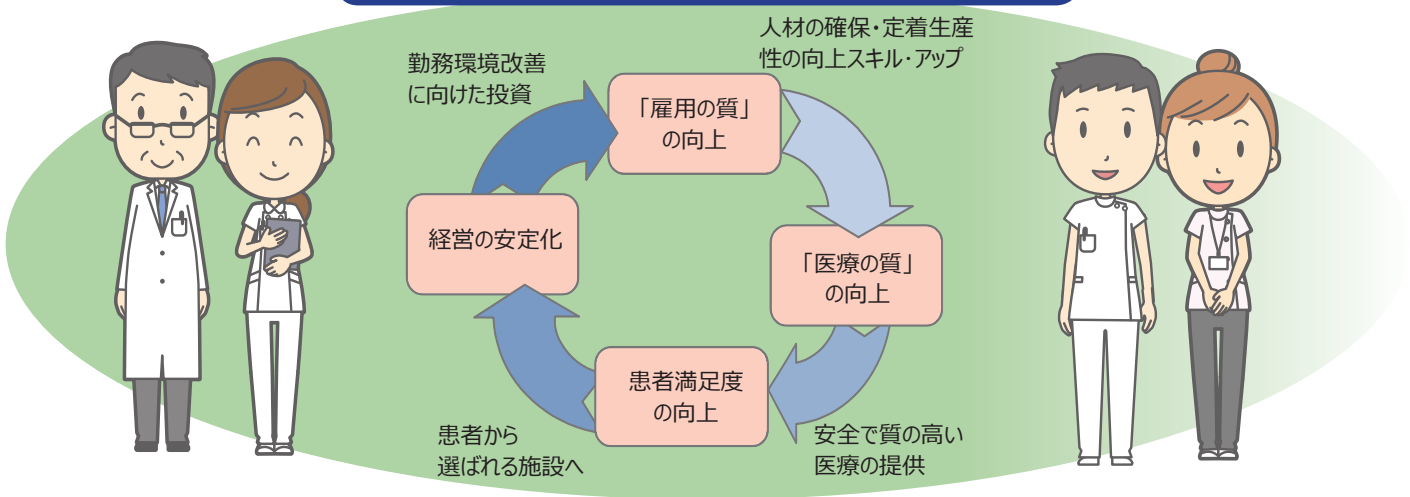 人材の確保・定着生産
性の向上スキル・アップ
勤務環境改善
に向けた投資
「雇用の質」
の向上
経営の安定化
「医療の質」
の向上
患者満足度
の向上
患者から
選ばれる施設へ
安全で質の高い
医療の提供